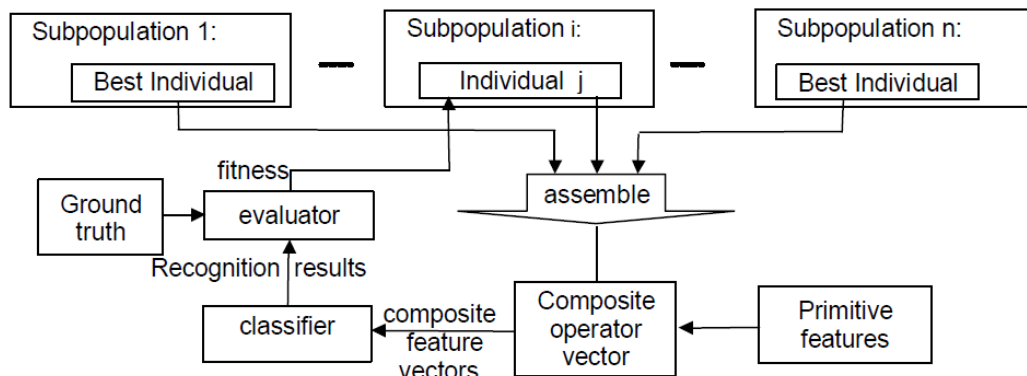 Subpopulation 1:
Subpopulation i:
Subpopulation n:
Best Individual
Individual j
Best Individual
fitness
assemble
Ground
truth
evaluator
Recognition results
classifier
composite
feature
vectors
Composite
operator
vector
Primitive
features